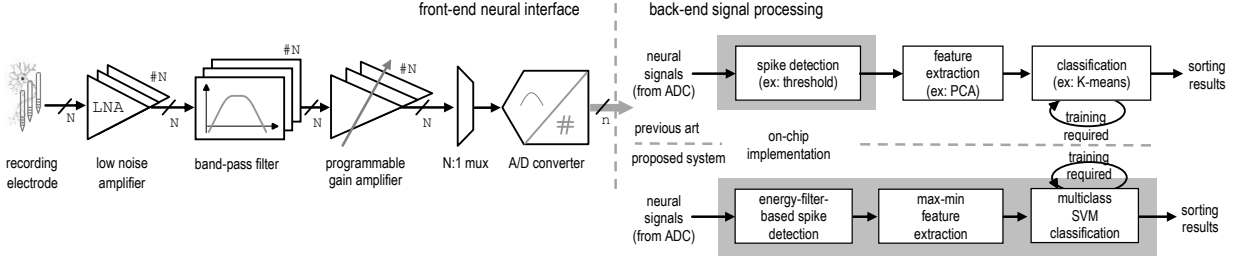 front-end neural interface
back-end signal processing
#N
LNA
N
N
#N
N
#N
N
#
n
recording
electrode
low noise
amplifier
band-pass filter
programmable
gain amplifier
N:1 mux
A/D converter
neural
signals
(from ADC)
spike detection
(ex: threshold)
feature
extraction
(ex: PCA)
classification
(ex: K-means)
sorting
results
training
required
previous art
proposed system
on-chip
implementation
training
required
neural
signals
(from ADC)
energy-filter-
based spike
detection
max-min
feature
extraction
multiclass
SVM
classification
sorting
results